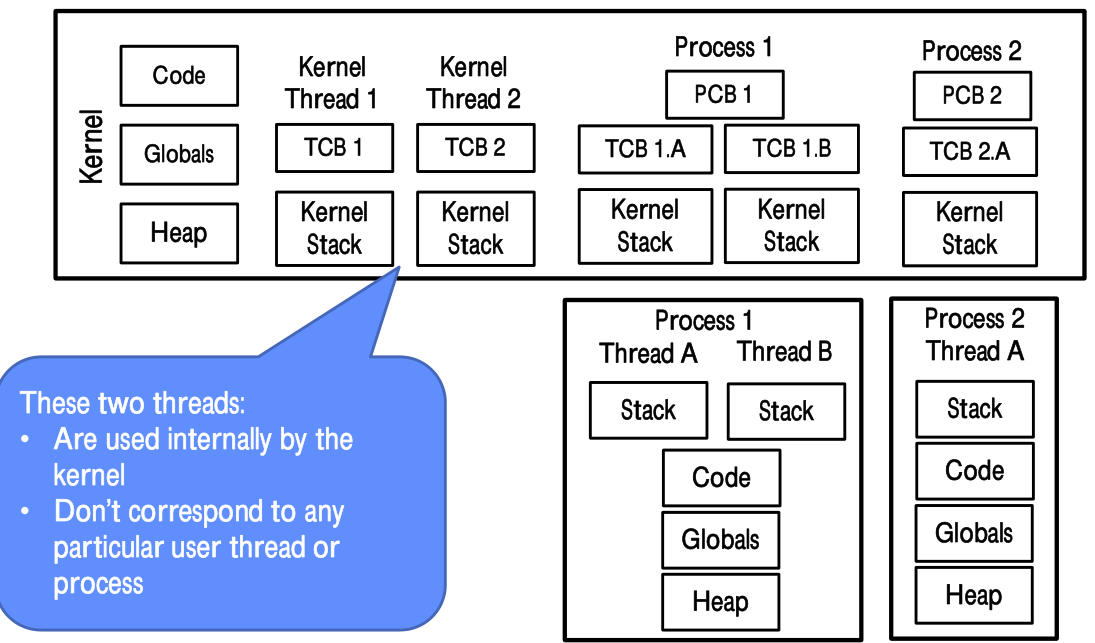 Kernel
Code
Globals
Heap
Kernel
Thread 1
TCB 1
Kernel
Stack
Kernel
Thread 2
TCB 2
Kernel
Stack
Process 1
PCB 1
TCB 1.A
TCB 1.B
Kernel
Stack
Kernel
Stack
Process 2
PCB 2
TCB 2.A
Kernel
Stack
These two threads:
• Are used internally by the
kernel
• Don't correspond to any
particular user thread or
process
Process 1
Thread A
Thread B
Stack
Stack
Code
Globals
Heap
Process 2
Thread A
Stack
Code
Globals
Heap